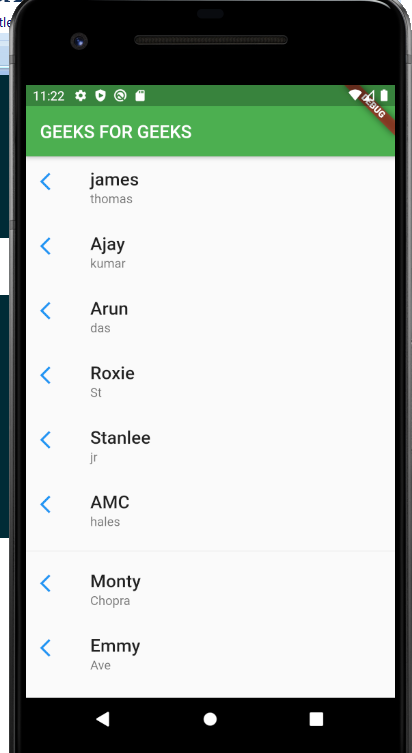 tle
11:22
DEBUG
GEEKS FOR GEEKS
james
thomas
Ajay
kumar
Arun
das
Roxie
St
Stanlee
jr
AMC
hales
Monty
Chopra
Emmy
Ave